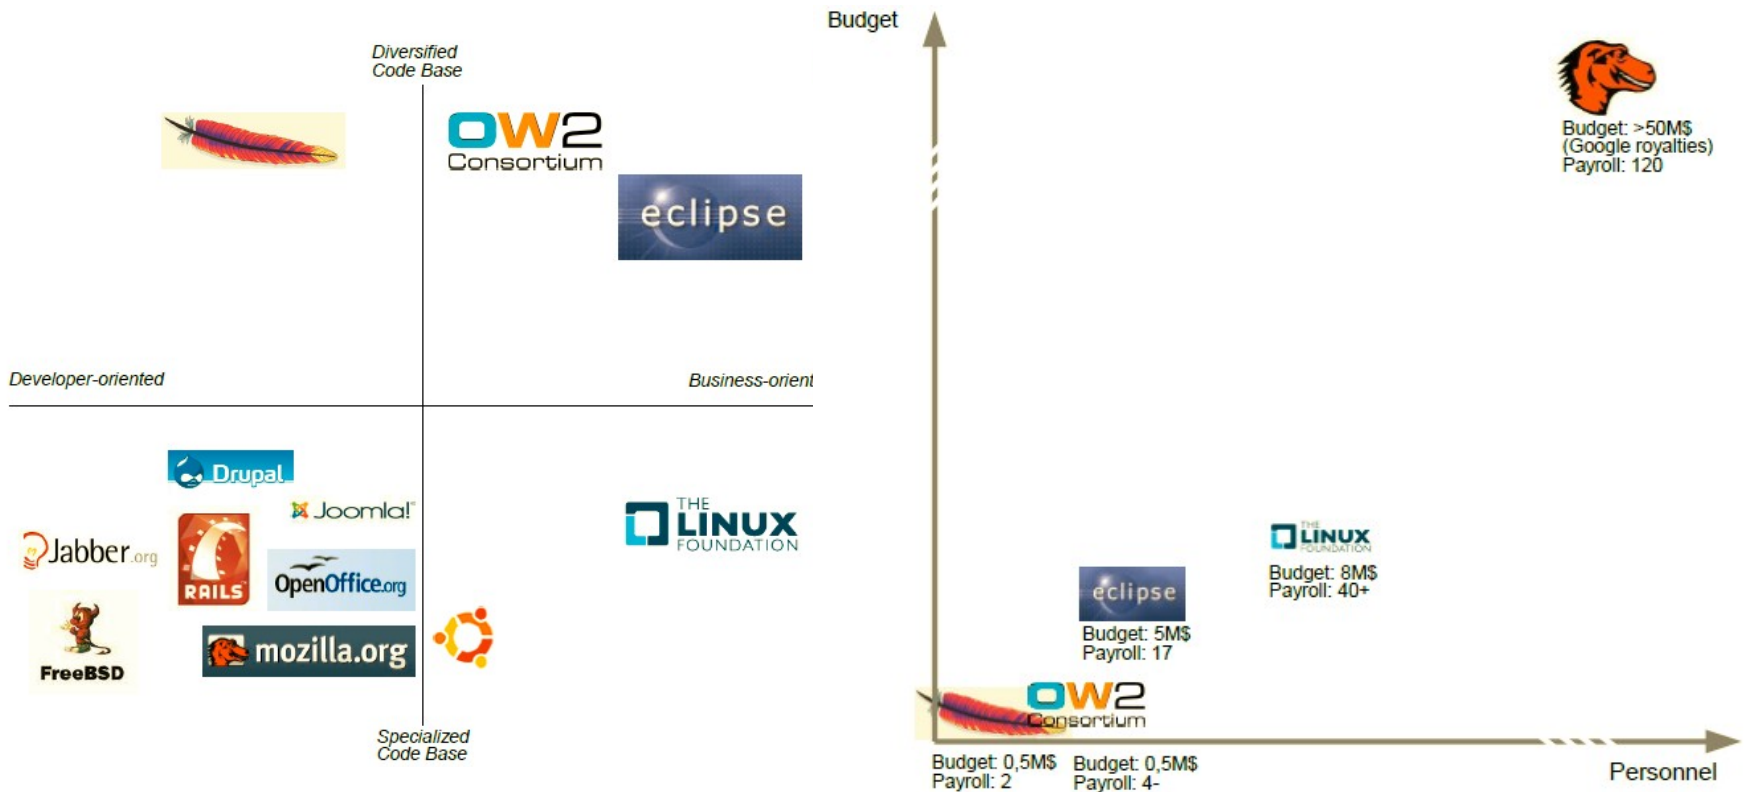 Diversified
Code Base
OW2
Consortium
eclipse
Developer-oriented
Business-orient
Drupal
Joomla!
Jabber.org
RAILS
OpenOffice.org
THE
LINUX
FOUNDATION
FreeBSD
mozilla.org
Specialized
Code Base
Budget
Budget: >50M$
(Google royalties)
Payroll: 120
THE
LINUX
FOUNDATION
Budget: 8M$
Payroll: 40+
eclipse
Budget: 5M$
Payroll: 17
OW2
Consortium
Budget: 0,5M$
Payroll: 2
Budget: 0,5M$
Payroll: 4-
Personnel